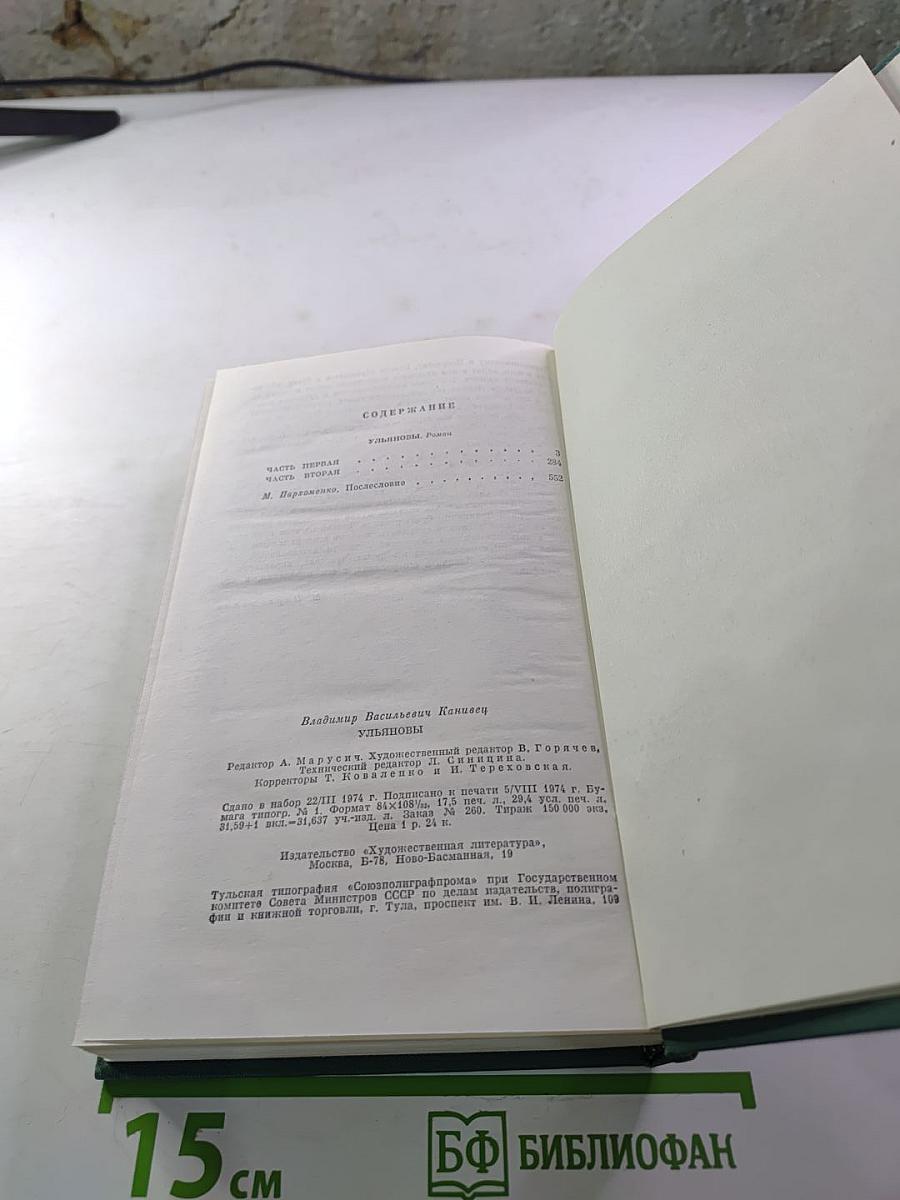 СОДЕРЖАНИЕ
УЛЬЯНОВЫ. Роман
ЧАСТЬ ПЕРВАЯ . . . . . . . . . . . . . 3
ЧАСТЬ ВТОРАЯ . . . . . . . . . . . . . 284
М. Пархоменко, Послесловие . . . . . . . . . 552
Владимир Васильевич Канивец
УЛЬЯНОВЫ
Редактор А. Марусич. Художественный редактор В. Горячев,
Технический редактор Л. Синицина.
Корректоры Т. Коваленко и И. Тереховская.
Сдано в набор 22/III 1974 г. Подписано к печати 5/VIII 1974 г. Бу-
мага типогр. № 1. Формат 84×108¹/₃₂, 17,5 печ. л., 29,4 усл. печ. л.
31,59+1 вкл.=31,637 уч.-изд. л. Заказ № 260. Тираж 150 000 экз.
Цена 1 р. 24 к.
Издательство «Художественная литература»,
Москва, Б-78, Ново-Басманная, 19
Тульская типография «Союзполиграфпрома» при Государственном
комитете Совета Министров СССР по делам издательств, полигра-
фии и книжной торговли, г. Тула, проспект им. В. И. Ленина, 109
15 см
БФ БИБЛИОФАН